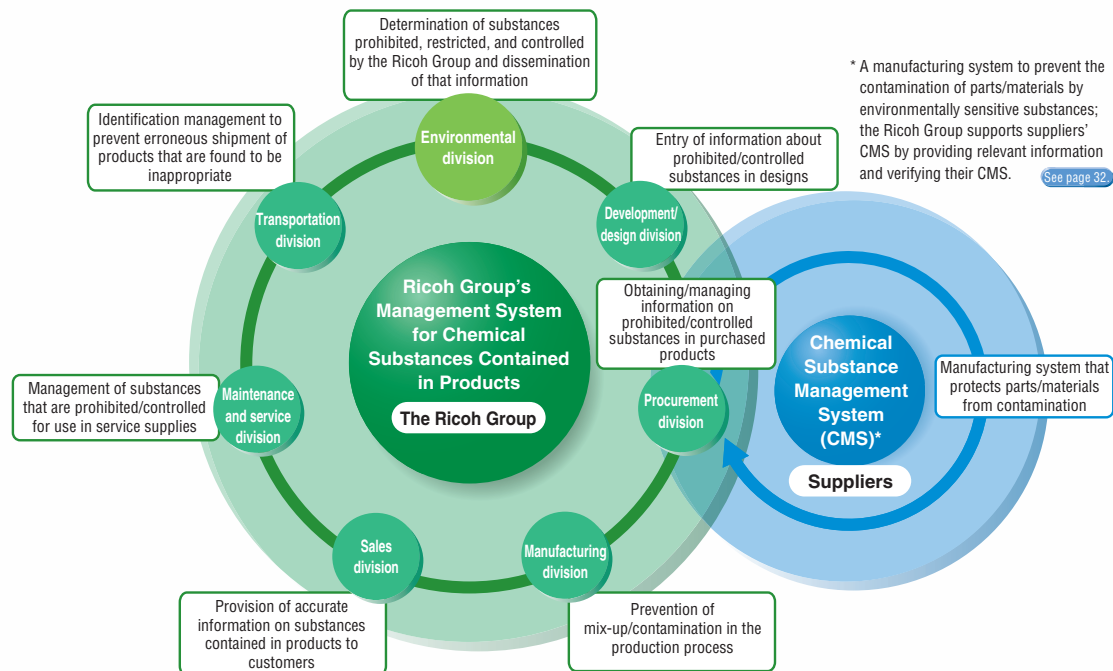 Determination of substances
prohibited, restricted, and controlled
by the Ricoh Group and dissemination
of that information
* A manufacturing system to prevent the
contamination of parts/materials by
environmentally sensitive substances;
the Ricoh Group supports suppliers’
CMS by providing relevant information
and verifying their CMS.
See page 32.
Identification management to
prevent erroneous shipment of
products that are found to be
inappropriate
Environmental
division
Entry of information about
prohibited/controlled
substances in designs
Transportation
division
Development/
design division
Ricoh Group’s
Management System
for Chemical
Substances Contained
in Products
The Ricoh Group
Obtaining/managing
information on
prohibited/controlled
substances in purchased
products
Chemical
Substance
Management
System
(CMS)*
Suppliers
Manufacturing system that
protects parts/materials
from contamination
Management of substances
that are prohibited/controlled
for use in service supplies
Maintenance
and service
division
Procurement
division
Sales
division
Manufacturing
division
Provision of accurate
information on substances
contained in products to
customers
Prevention of
mix-up/contamination in the
production process